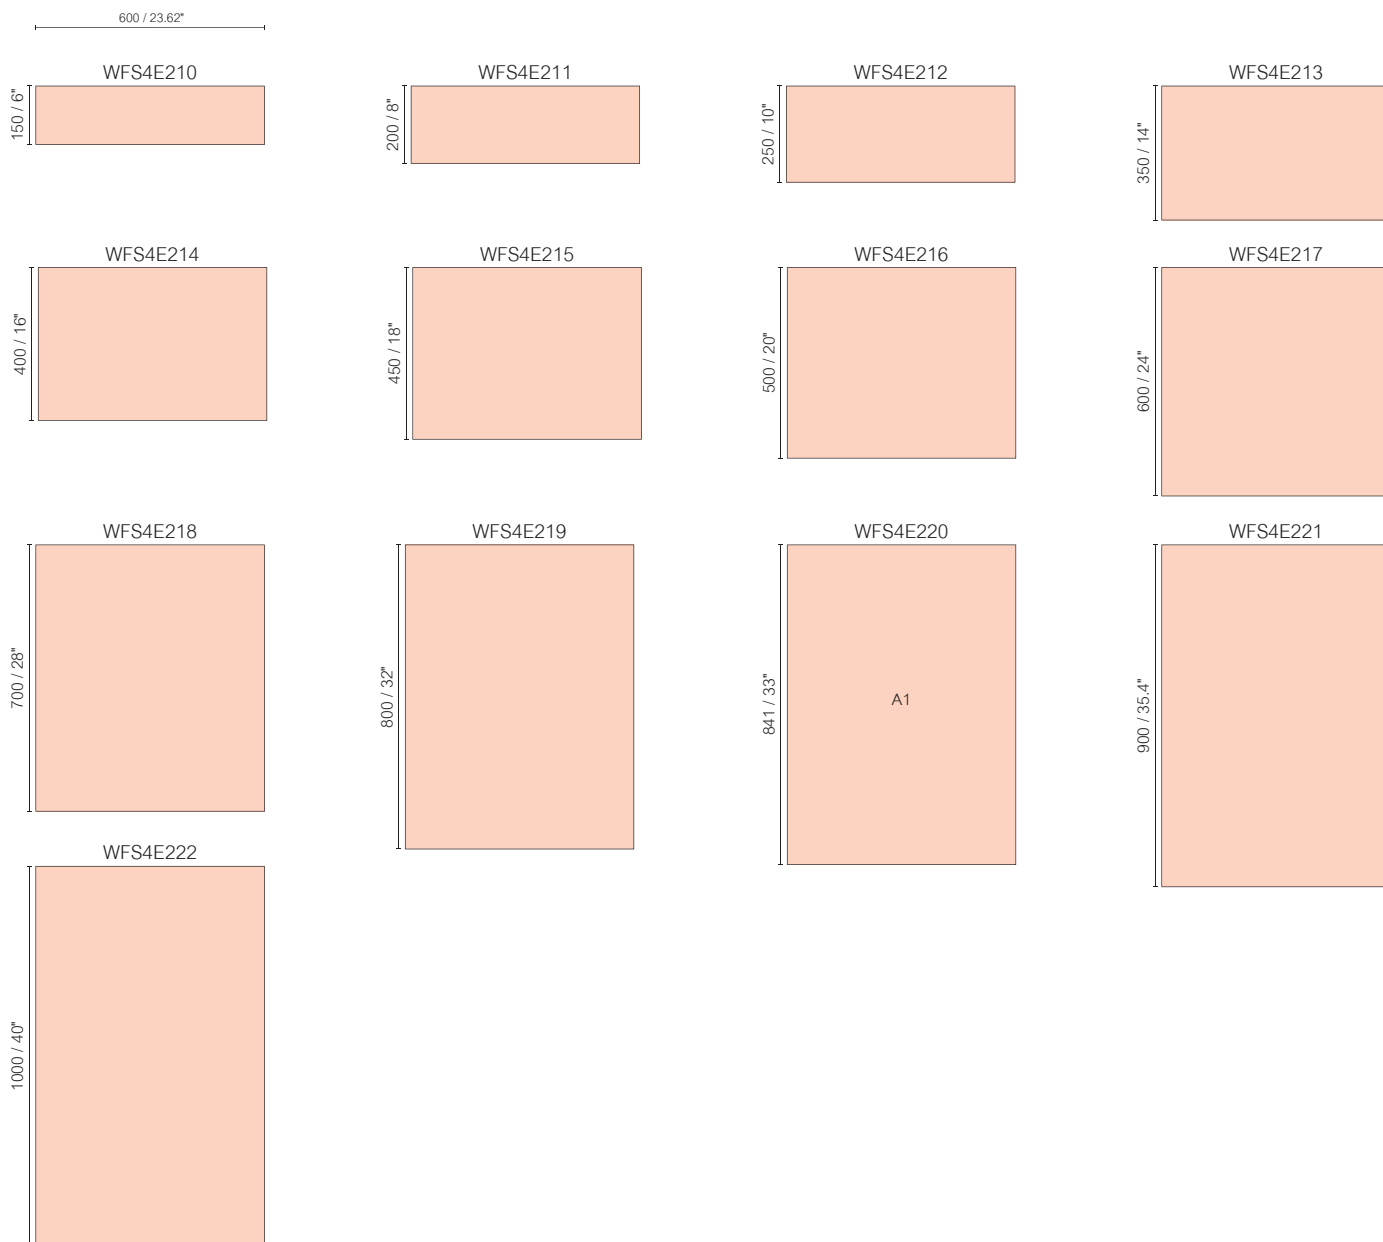 600 / 23.62"
WFS4E210
WFS4E211
WFS4E212
WFS4E213
150 / 6"
200 / 8"
250 / 10"
350 / 14"
WFS4E214
WFS4E215
WFS4E216
WFS4E217
400 / 16"
450 / 18"
500 / 20"
600 / 24"
WFS4E218
WFS4E219
WFS4E220
WFS4E221
700 / 28"
800 / 32"
841 / 33"
A1
900 / 35.4"
WFS4E222
1000 / 40"